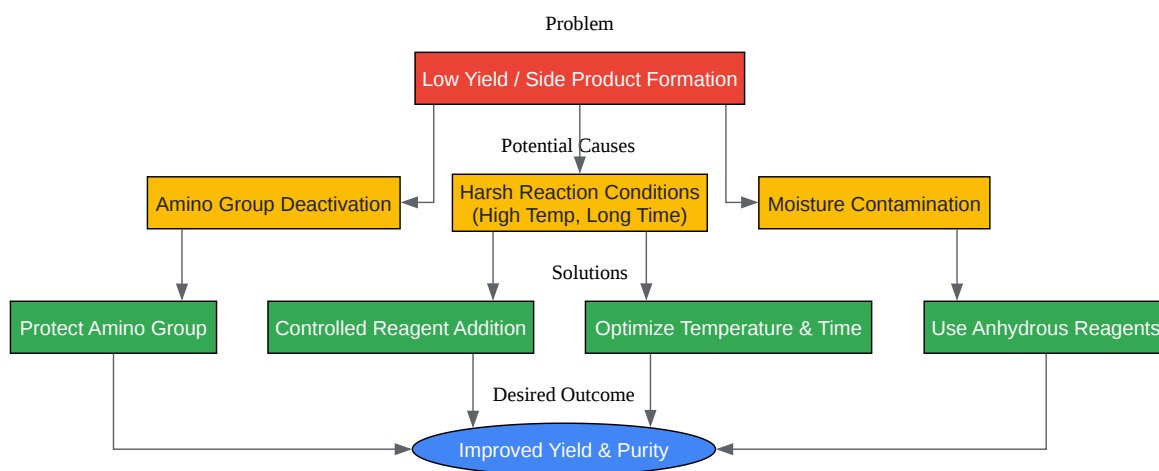 Problem
Low Yield / Side Product Formation
Potential Causes
Amino Group Deactivation
Harsh Reaction Conditions
(High Temp, Long Time)
Moisture Contamination
Solutions
Protect Amino Group
Controlled Reagent Addition
Optimize Temperature & Time
Use Anhydrous Reagents
Desired Outcome
Improved Yield & Purity